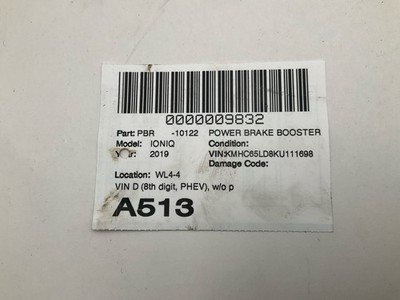 0000009832
Part: PBR -10122 POWER BRAKE BOOSTER
Model: IONIQ Condition:
Year: 2019 VIN:KMHC65LD8KU111698
Damage Code:
Location: WL4-4
VIN D (8th digit, PHEV), w/o p
A513